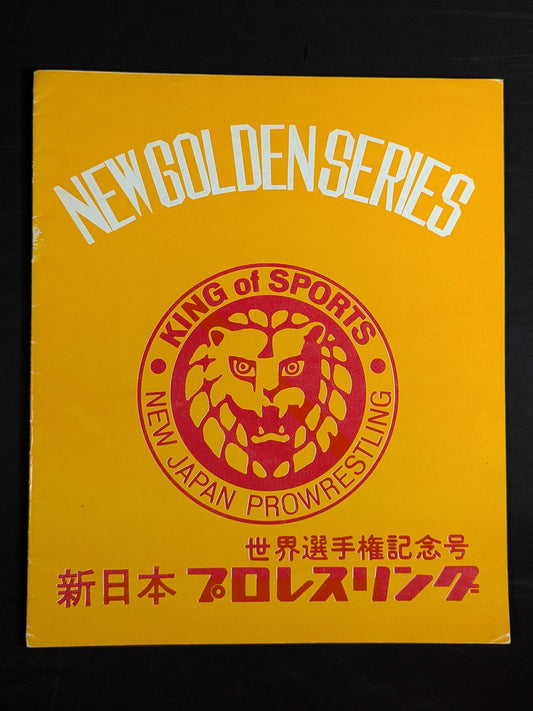 NEW GOLDEN SERIES
KING of SPORTS
NEW JAPAN PROWRESTLING
世界選手権記念号
新日本 プロレスリング